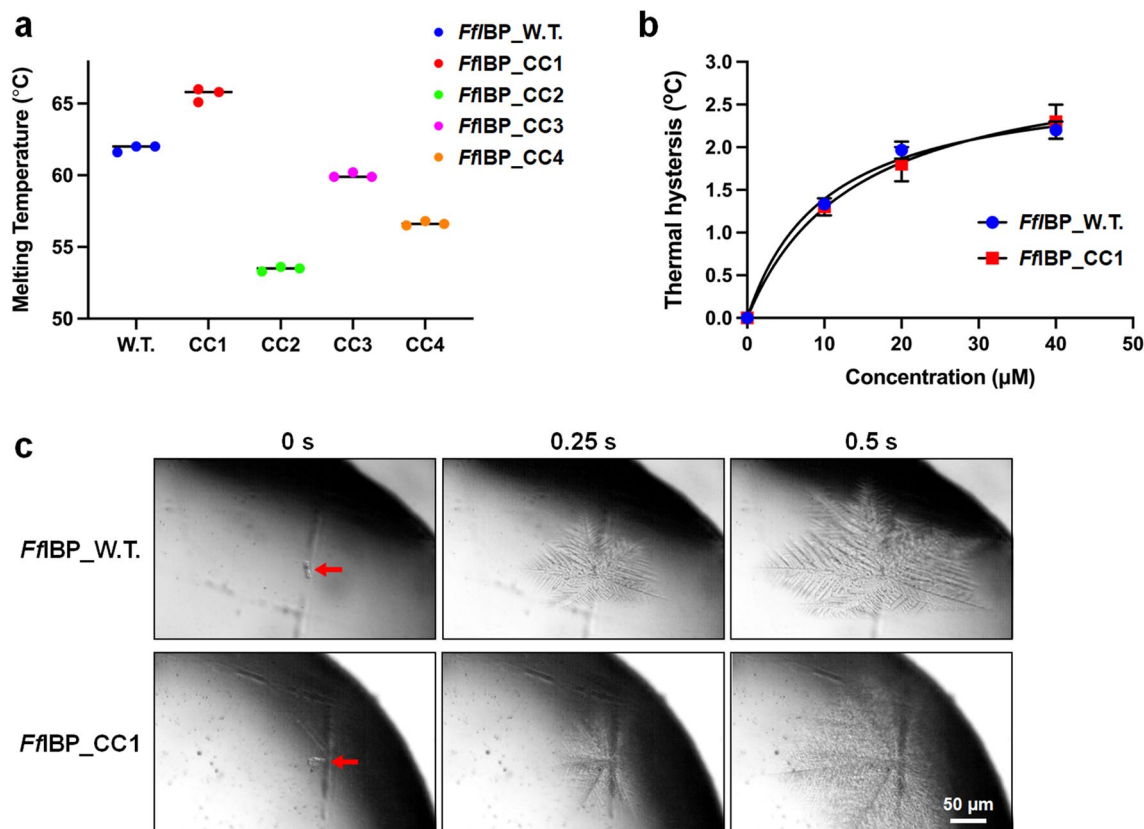 a
Melting Temperature (°C)
65
60
55
50
W.T. CC1 CC2 CC3 CC4
FfIBP_W.T.
FfIBP_CC1
FfIBP_CC2
FfIBP_CC3
FfIBP_CC4
b
Thermal hystersis (°C)
3.0
2.5
2.0
1.5
1.0
0.5
0.0
0 10 20 30 40 50
Concentration (µM)
FfIBP_W.T.
FfIBP_CC1
c
0 s 0.25 s 0.5 s
FfIBP_W.T.
FfIBP_CC1
50 µm